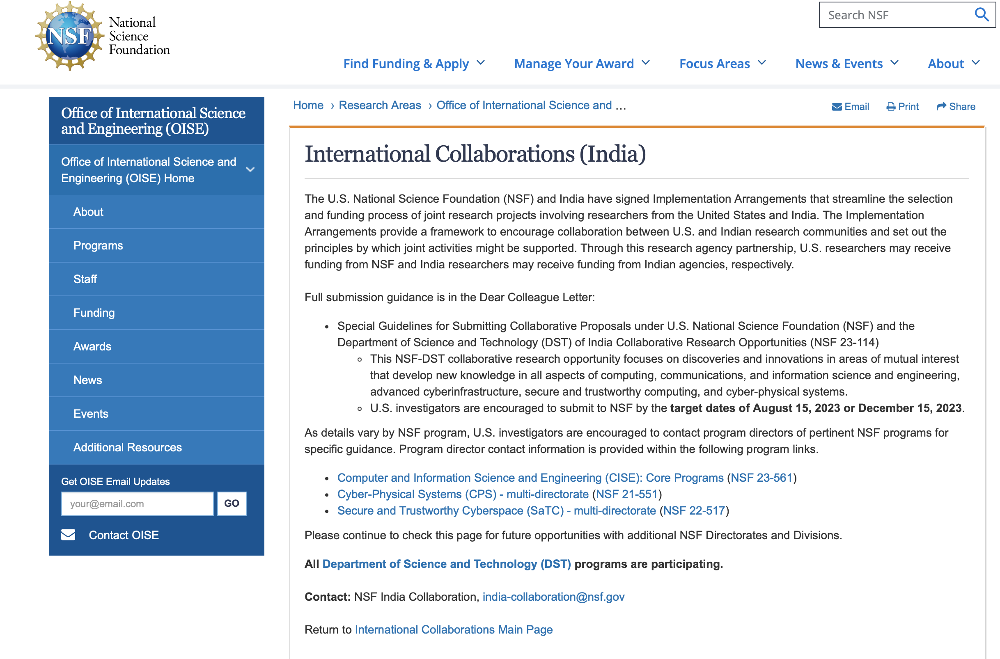 NSF
National
Science
Foundation
Search NSF
Find Funding & Apply
Manage Your Award
Focus Areas
News & Events
About
Office of International Science
and Engineering (OISE)
Office of International Science and
Engineering (OISE) Home
About
Programs
Staff
Funding
Awards
News
Events
Additional Resources
Get OISE Email Updates
your@email.com
GO
Contact OISE
Home › Research Areas › Office of International Science and ...
Email
Print
Share
International Collaborations (India)
The U.S. National Science Foundation (NSF) and India have signed Implementation Arrangements that streamline the selection
and funding process of joint research projects involving researchers from the United States and India. The Implementation
Arrangements provide a framework to encourage collaboration between U.S. and Indian research communities and set out the
principles by which joint activities might be supported. Through this research agency partnership, U.S. researchers may receive
funding from NSF and India researchers may receive funding from Indian agencies, respectively.
Full submission guidance is in the Dear Colleague Letter:
• Special Guidelines for Submitting Collaborative Proposals under U.S. National Science Foundation (NSF) and the
Department of Science and Technology (DST) of India Collaborative Research Opportunities (NSF 23-114)
◦ This NSF-DST collaborative research opportunity focuses on discoveries and innovations in areas of mutual interest
that develop new knowledge in all aspects of computing, communications, and information science and engineering,
advanced cyberinfrastructure, secure and trustworthy computing, and cyber-physical systems.
◦ U.S. investigators are encouraged to submit to NSF by the target dates of August 15, 2023 or December 15, 2023.
As details vary by NSF program, U.S. investigators are encouraged to contact program directors of pertinent NSF programs for
specific guidance. Program director contact information is provided within the following program links.
• Computer and Information Science and Engineering (CISE): Core Programs (NSF 23-561)
• Cyber-Physical Systems (CPS) - multi-directorate (NSF 21-551)
• Secure and Trustworthy Cyberspace (SaTC) - multi-directorate (NSF 22-517)
Please continue to check this page for future opportunities with additional NSF Directorates and Divisions.
All Department of Science and Technology (DST) programs are participating.
Contact: NSF India Collaboration, india-collaboration@nsf.gov
Return to International Collaborations Main Page